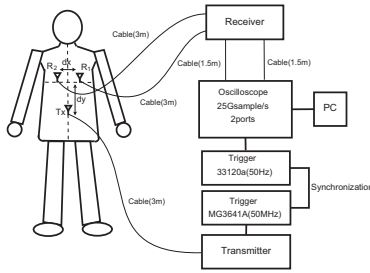 Receiver
Cable(3m)
R2
dx
R1
Cable(1.5m)
Cable(1.5m)
dy
Cable(3m)
Oscilloscope
25Gsample/s
2ports
PC
Tx
Trigger
33120a(50Hz)
Synchronization
Cable(3m)
Trigger
MG3641A(50MHz)
Transmitter